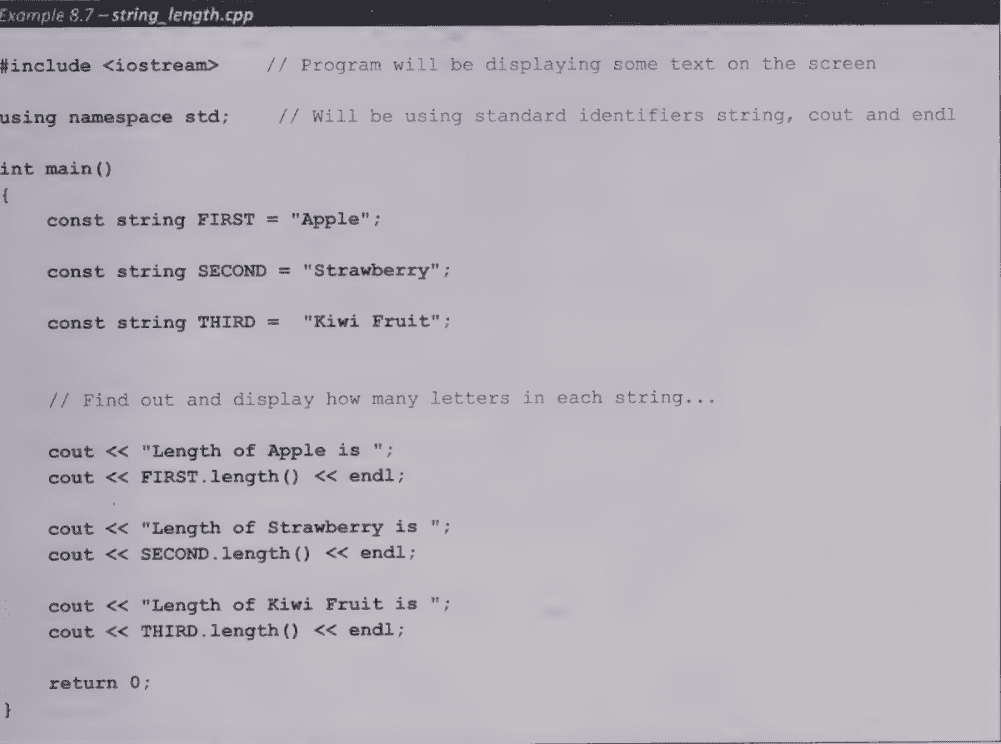 Example 8.7 – string_length.cpp
#include <iostream> // Program will be displaying some text on the screen
using namespace std; // Will be using standard identifiers string, cout and endl
int main()
{
const string FIRST = "Apple";
const string SECOND = "Strawberry";
const string THIRD = "Kiwi Fruit";
// Find out and display how many letters in each string...
cout << "Length of Apple is ";
cout << FIRST.length() << endl;
cout << "Length of Strawberry is ";
cout << SECOND.length() << endl;
cout << "Length of Kiwi Fruit is ";
cout << THIRD.length() << endl;
return 0;
}